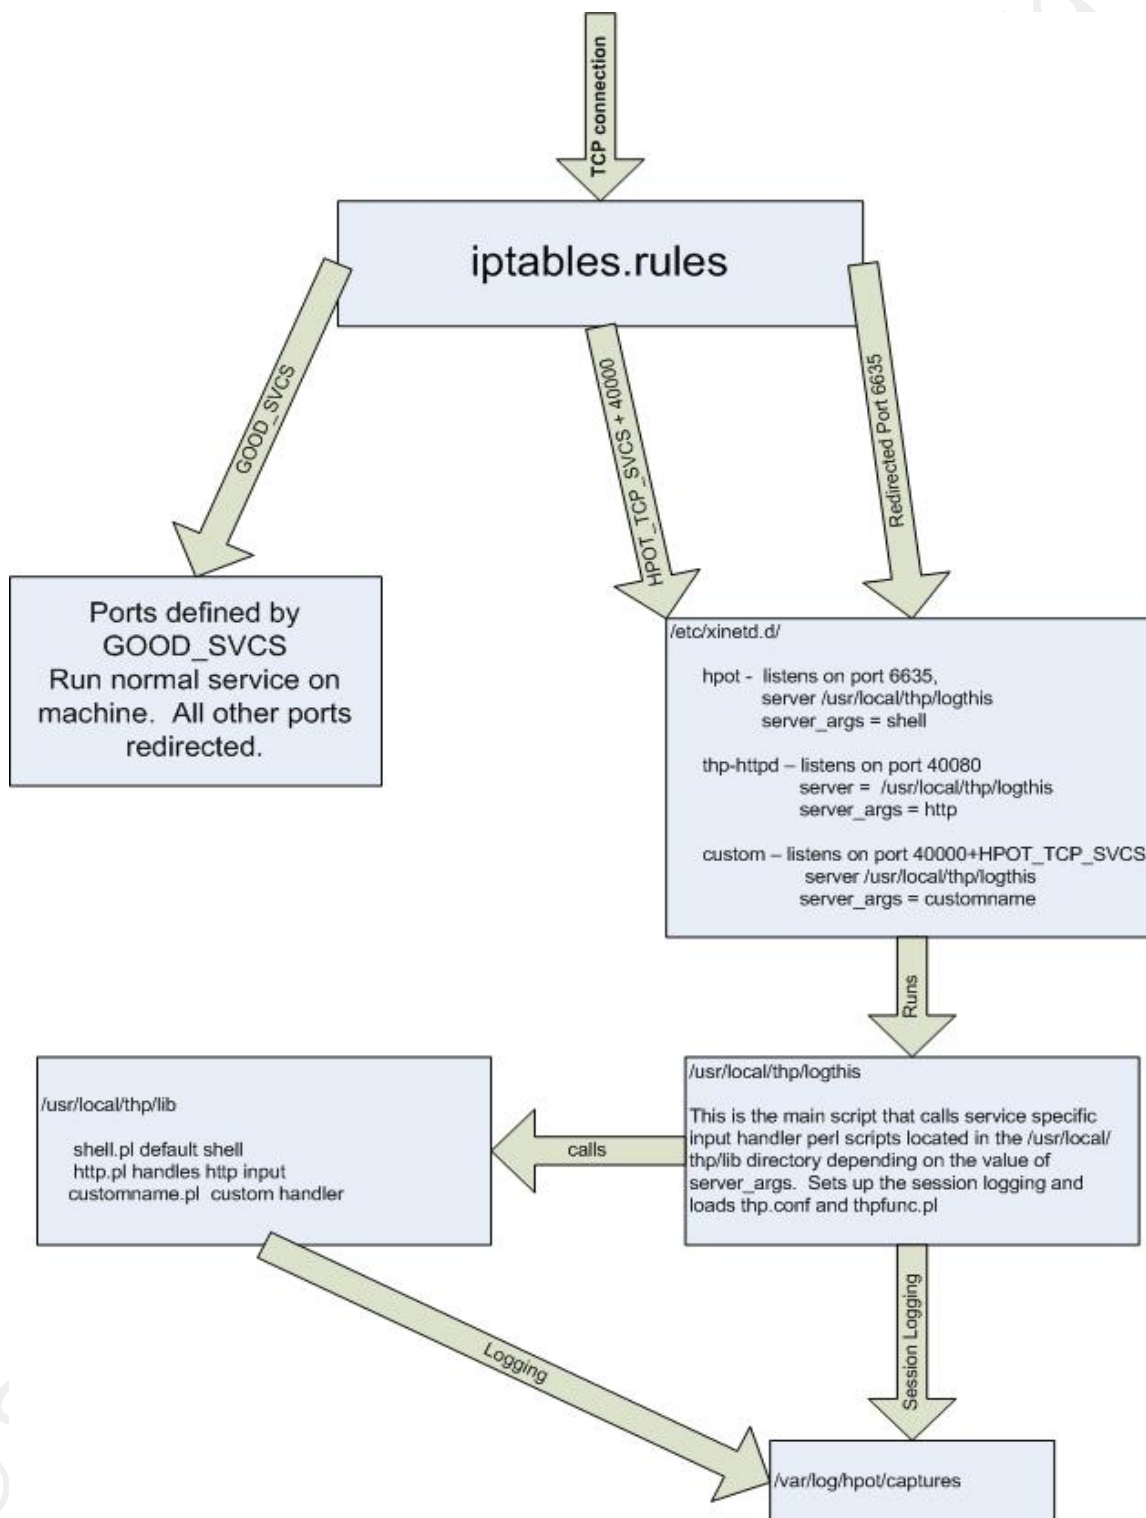 TCP connection
iptables.rules
GOOD_SVCS
HPOT_TCP_SVCS + 40000
Redirected Port 6635
Ports defined by
GOOD_SVCS
Run normal service on
machine.  All other ports
redirected.
/etc/xinetd.d/
hpot -  listens on port 6635,
server /usr/local/thp/logthis
server_args = shell
thp-httpd – listens on port 40080
server =  /usr/local/thp/logthis
server_args = http
custom – listens on port 40000+HPOT_TCP_SVCS
server /usr/local/thp/logthis
server_args = customname
Runs
/usr/local/thp/lib
shell.pl default shell
http.pl handles http input
customname.pl  custom handler
calls
/usr/local/thp/logthis
This is the main script that calls service specific
input handler perl scripts located in the /usr/local/
thp/lib directory depending on the value of
server_args.  Sets up the session logging and
loads thp.conf and thpfunc.pl
Logging
Session Logging
/var/log/hpot/captures